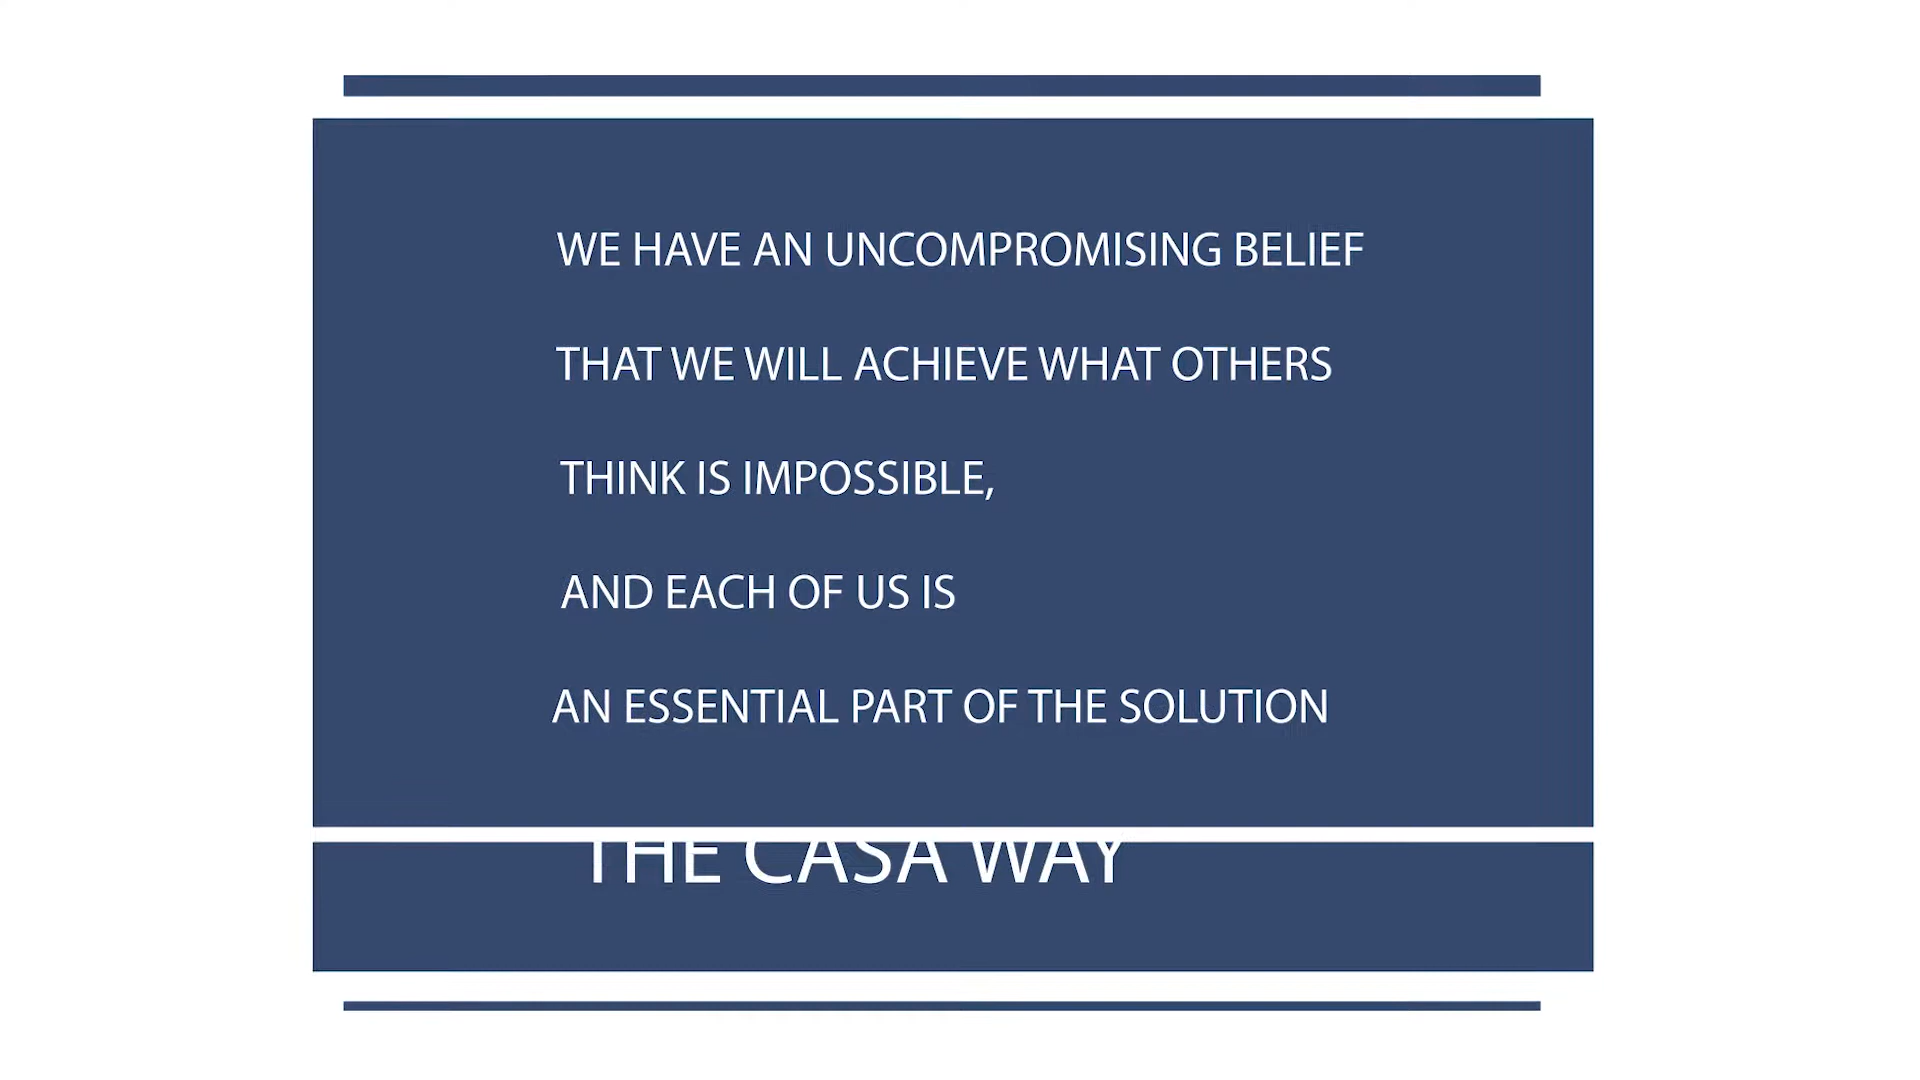 WE HAVE AN UNCOMPROMISING BELIEF
THAT WE WILL ACHIEVE WHAT OTHERS
THINK IS IMPOSSIBLE,
AND EACH OF US IS
AN ESSENTIAL PART OF THE SOLUTION
THE CASA WAY